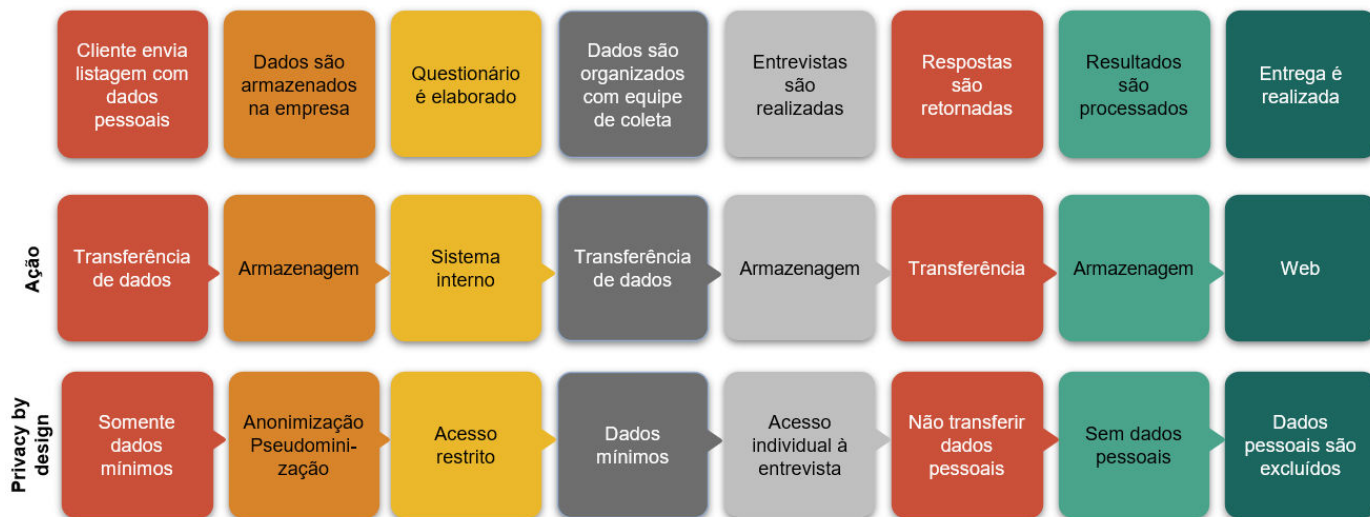 Cliente envia
listagem com
dados
pessoais
Dados são
armazenados
na empresa
Questionário
é elaborado
Dados são
organizados
com equipe
de coleta
Entrevistas
são
realizadas
Respostas
são
retornadas
Resultados
são
processados
Entrega é
realizada
Ação
Transferência
de dados
Armazenagem
Sistema
interno
Transferência
de dados
Armazenagem
Transferência
Armazenagem
Web
Privacy by
design
Somente
dados
mínimos
Anonimização
Pseudomini-
zação
Acesso
restrito
Dados
mínimos
Acesso
individual à
entrevista
Não transferir
dados
pessoais
Sem dados
pessoais
Dados
pessoais são
excluídos